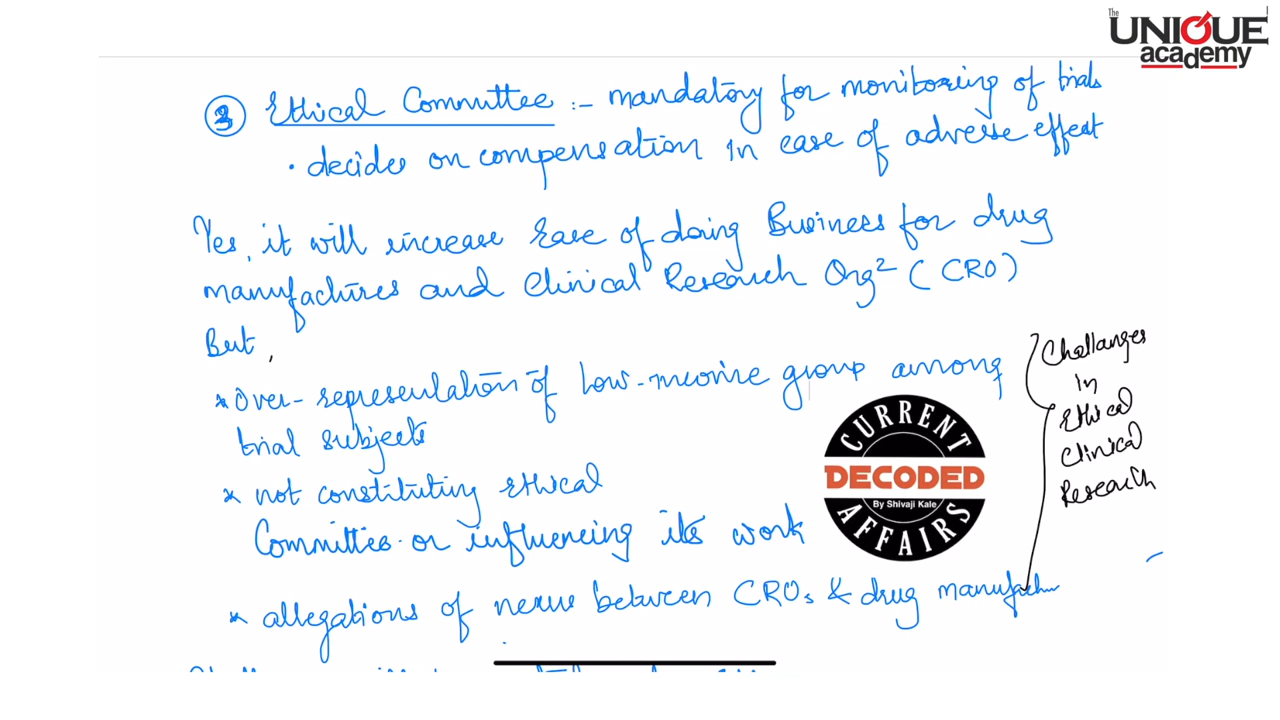 The
UNIQUE
academy
3 Ethical Committee :- mandatory for monitoring of trials
• decides on compensation in case of adverse effect
Yes, it will increase Ease of doing Business for drug
manufactures and Clinical Research Org² (CRO)
But,
* Over-representation of low-income group among
trial subjects
* not constituting Ethical
Committee or influencing its work
* allegations of nexus between CROs & drug manufactur
Challanges
in
Ethical
Clinical
Research
CURRENT
DECODED
By Shivaji Kale
AFFAIRS